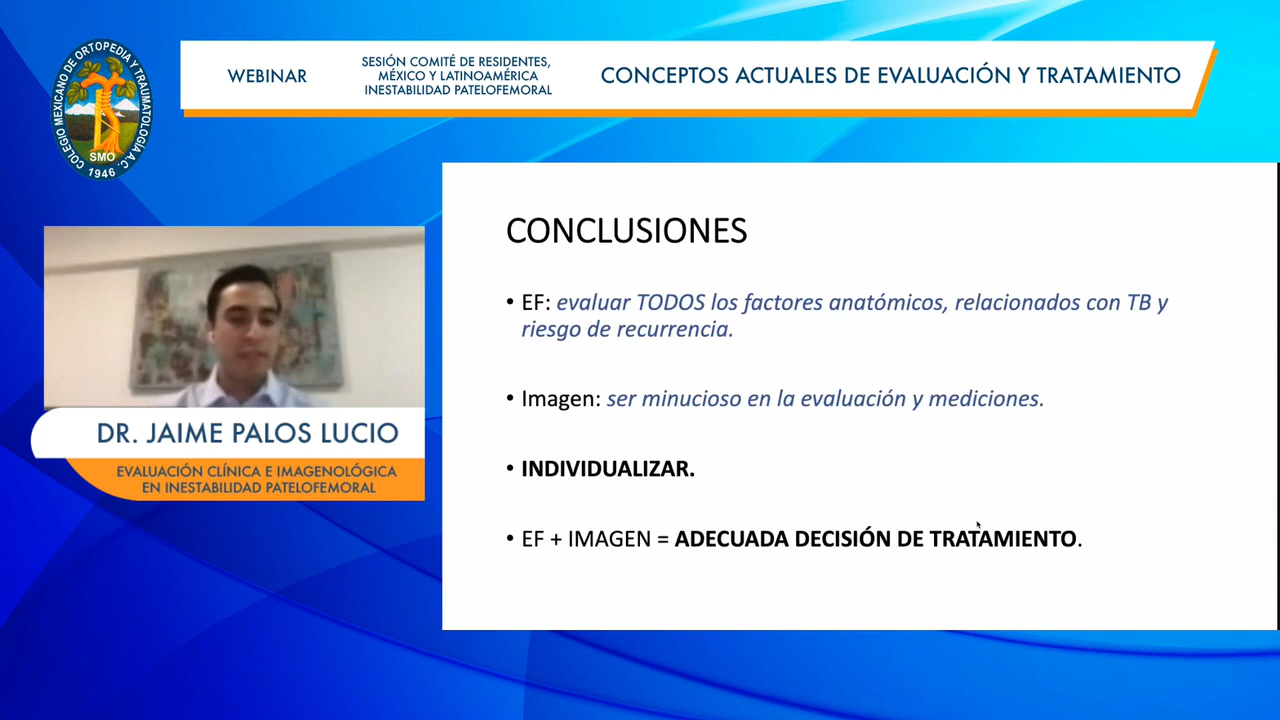 COLEGIO MEXICANO DE ORTOPEDIA Y TRAUMATOLOGÍA A.C.
SMO
1946
WEBINAR
SESIÓN COMITÉ DE RESIDENTES,
MÉXICO Y LATINOAMÉRICA
INESTABILIDAD PATELOFEMORAL
CONCEPTOS ACTUALES DE EVALUACIÓN Y TRATAMIENTO
DR. JAIME PALOS LUCIO
EVALUACIÓN CLÍNICA E IMAGENOLÓGICA
EN INESTABILIDAD PATELOFEMORAL
CONCLUSIONES
• EF: evaluar TODOS los factores anatómicos, relacionados con TB y
riesgo de recurrencia.
• Imagen: ser minucioso en la evaluación y mediciones.
• INDIVIDUALIZAR.
• EF + IMAGEN = ADECUADA DECISIÓN DE TRATAMIENTO.